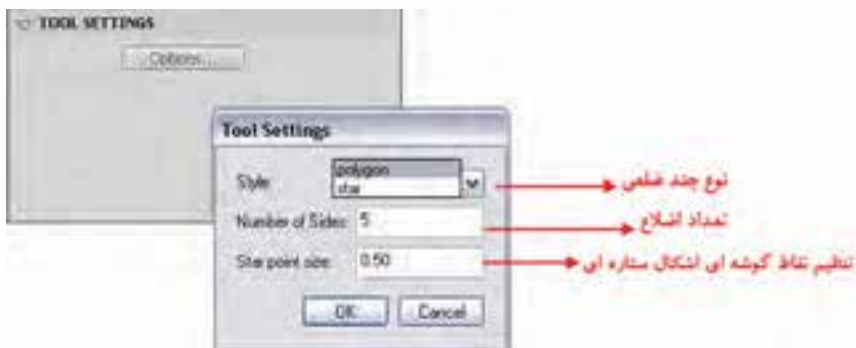 TOOL SETTINGS
Options...
Tool Settings
Style:
polygon
star
نوع چند ضلعی
Number of Sides: 5
تعداد اضلاع
Star point size: 0.50
تنظیم نقاط گوشه ای اشکال ستاره ای
OK
Cancel